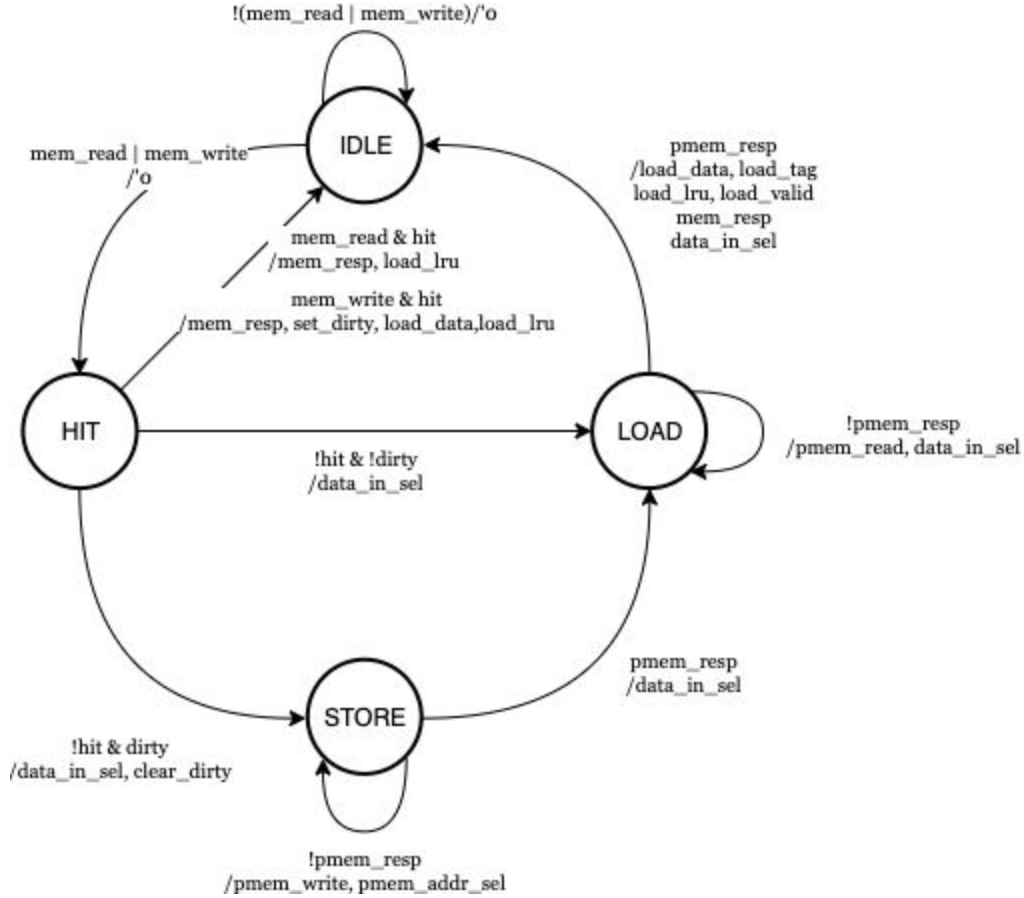 !(mem_read | mem_write)/'0
IDLE
mem_read | mem_write
/'0
pmem_resp
/load_data, load_tag
load_lru, load_valid
mem_resp
data_in_sel
mem_read & hit
/mem_resp, load_lru
mem_write & hit
/mem_resp, set_dirty, load_data,load_lru
HIT
LOAD
!pmem_resp
/pmem_read, data_in_sel
!hit & !dirty
/data_in_sel
pmem_resp
/data_in_sel
STORE
!hit & dirty
/data_in_sel, clear_dirty
!pmem_resp
/pmem_write, pmem_addr_sel